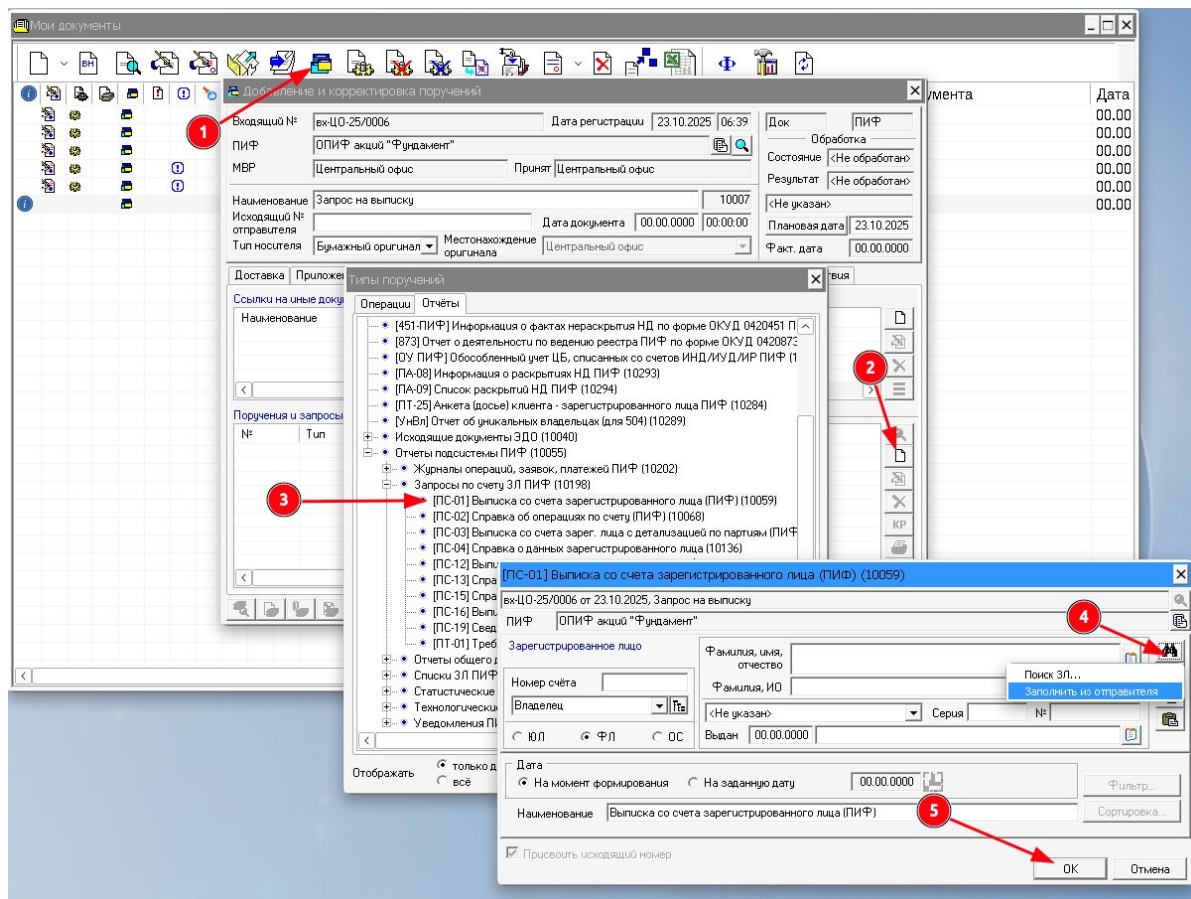 Мои документы
ВН
Ф
1
Добавление и корректировка поручений
умента
Дата
00.00
00.00
00.00
00.00
00.00
00.00
Входящий №
вх-ЦО-25/0006
Дата регистрации
23.10.2025
06:39
Док
ПИФ
ПИФ
ОПИФ акций "Фундамент"
Обработка
Состояние
<Не обработан>
МВР
Центральный офис
Принят
Центральный офис
Результат
<Не обработан>
Наименование
Запрос на выписку
10007
<Не указан>
Исходящий №
отправителя
Дата документа
00.00.0000
00:00:00
Плановая дата
23.10.2025
Тип носителя
Бумажный оригинал
Местонахождение
оригинала
Центральный офис
Факт. дата
00.00.0000
Доставка
Приложе
вия
Ссылки на иные доку
Наименование
2
Поручения и запросы
№
Тип
КР
Типы поручений
Операции
Отчёты
[451-ПИФ] Информация о фактах нераскрытия НД по форме ОКУД 0420451 П
[873] Отчет о деятельности по ведению реестра ПИФ по форме ОКУД 0420873
[ОУ ПИФ] Обособленный учет ЦБ, списанных со счетов ИНД/ИУД/ИР ПИФ (1
[ПА-08] Информация о раскрытиях НД ПИФ (10293)
[ПА-09] Список раскрытий НД ПИФ (10294)
[ПТ-25] Анкета (досье) клиента - зарегистрированного лица ПИФ (10284)
[УнВл] Отчет об уникальных владельцах (для 504) (10289)
Исходящие документы ЭДО (10040)
Отчеты подсистемы ПИФ (10055)
Журналы операций, заявок, платежей ПИФ (10202)
Запросы по счету ЗЛ ПИФ (10198)
3
[ПС-01] Выписка со счета зарегистрированного лица (ПИФ) (10059)
[ПС-02] Справка об операциях по счету (ПИФ) (10068)
[ПС-03] Выписка со счета зарег. лица с детализацией по партиям (ПИФ
[ПС-04] Справка о данных зарегистрированного лица (10136)
[ПС-12] Выпи
[ПС-13] Спра
[ПС-15] Спра
[ПС-16] Выпи
[ПС-19] Свед
[ПТ-01] Треб
Отчеты общего д
Списки ЗЛ ПИФ
Статистические
Технологические
Уведомления П
Отображать
только д
всё
[ПС-01] Выписка со счета зарегистрированного лица (ПИФ) (10059)
вх-ЦО-25/0006 от 23.10.2025, Запрос на выписку
ПИФ
ОПИФ акций "Фундамент"
4
Зарегистрированное лицо
Фамилия, имя,
отчество
Поиск ЗЛ...
Заполнить из отправителя
Номер счёта
Фамилия, ИО
Владелец
<Не указан>
Серия
№
ЮЛ
ФЛ
ОС
Выдан
00.00.0000
Дата
На момент формирования
На заданную дату
00.00.0000
Фильтр...
Наименование
Выписка со счета зарегистрированного лица (ПИФ)
5
Сортировка...
Присвоить исходящий номер
OK
Отмена